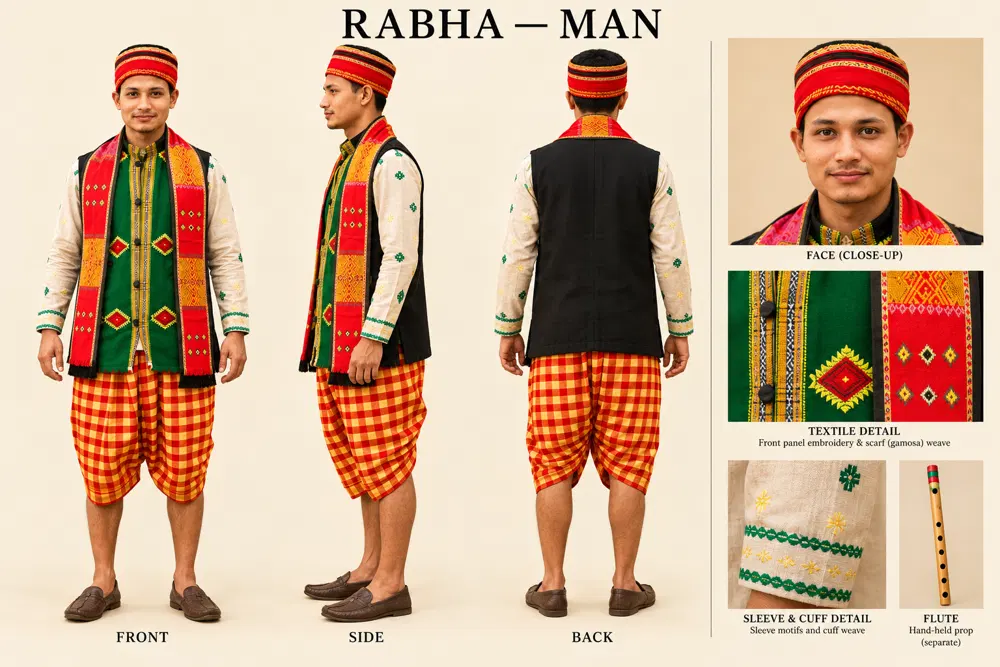 RABHA — MAN
FRONT
SIDE
BACK
FACE (CLOSE-UP)
TEXTILE DETAIL
Front panel embroidery & scarf (gamosa) weave
SLEEVE & CUFF DETAIL
Sleeve motifs and cuff weave
FLUTE
Hand-held prop
(separate)